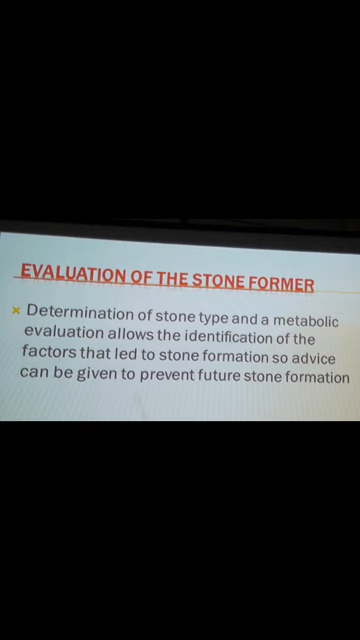 EVALUATION OF THE STONE FORMER
Determination of stone type and a metabolic
evaluation allows the identification of the
factors that led to stone formation so advice
can be given to prevent future stone formation